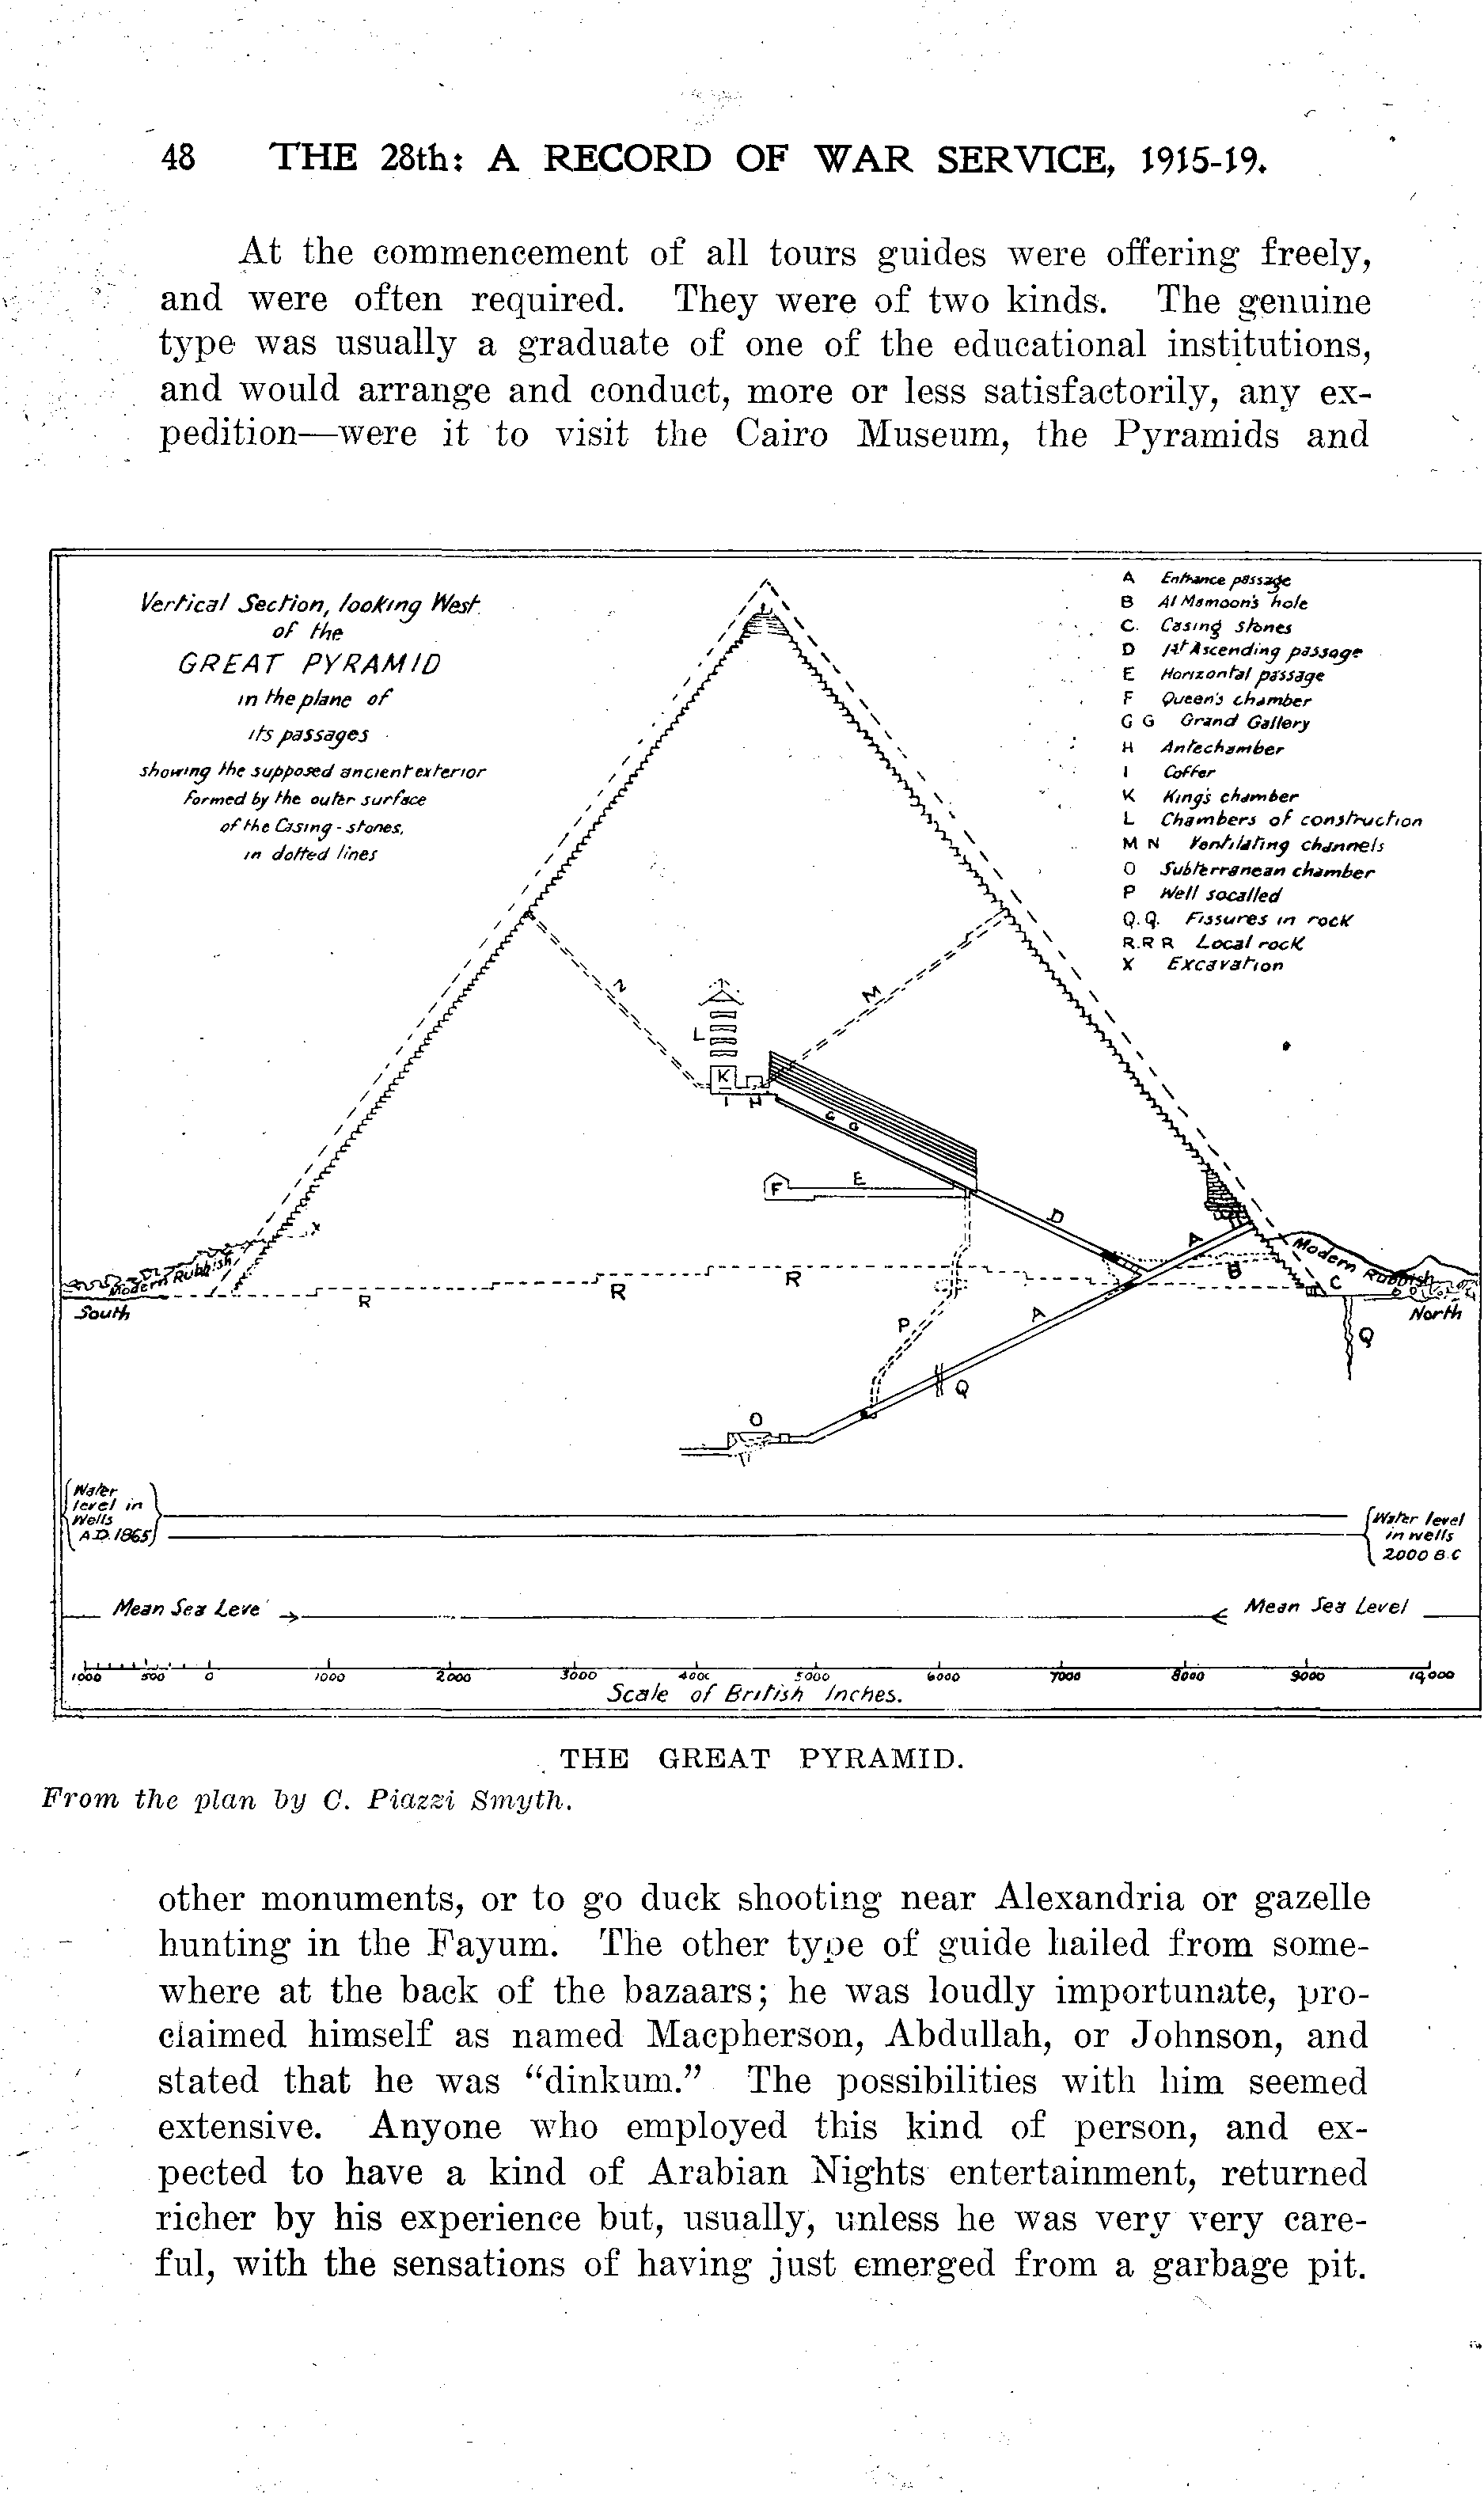 48 THE 28th: A RECORD OF WAR SERVICE, 1915-19.
At the commencement of all tours guides were offering freely,
and were often required. They were of two kinds. The genuine
type was usually a graduate of one of the educational institutions,
and would arrange and conduct, more or less satisfactorily, any ex-
pedition—were it to visit the Cairo Museum, the Pyramids and
Vertical Section, looking West.
of the
GREAT PYRAMID
in the plane of
its passages
showing the supposed ancient exterior
formed by the outer surface
of the Casing-stones,
in dotted lines
A Entrance passage
B Al Mamoon's hole
C. Casing stones
D 1st Ascending passage
E Horizontal passage
F Queen's chamber
G G Grand Gallery
H Antechamber
I Coffer
K King's chamber
L Chambers of construction
M N Ventilating channels
O Subterranean chamber
P Well socalled
Q.Q. Fissures in rock
R.R R Local rock
X Excavation
N
M
L
K
I H
G G
F
E
D
A
B
C
X
Modern Rubbish
Modern Rubbish
R
R
R
South
North
P
A
Q
Q
O
Water
level in
Wells
A.D. 1865
Water level
in wells
2000 B.C
Mean Sea Leve
Mean Sea Level
1000 500 0 1000 2000 3000 4000 5000 6000 7000 8000 9000 10,000
Scale of British Inches.
THE GREAT PYRAMID.
From the plan by C. Piazzi Smyth.
other monuments, or to go duck shooting near Alexandria or gazelle
hunting in the Fayum. The other type of guide hailed from some-
where at the back of the bazaars; he was loudly importunate, pro-
claimed himself as named Macpherson, Abdullah, or Johnson, and
stated that he was “dinkum.” The possibilities with him seemed
extensive. Anyone who employed this kind of person, and ex-
pected to have a kind of Arabian Nights entertainment, returned
richer by his experience but, usually, unless he was very very care-
ful, with the sensations of having just emerged from a garbage pit.